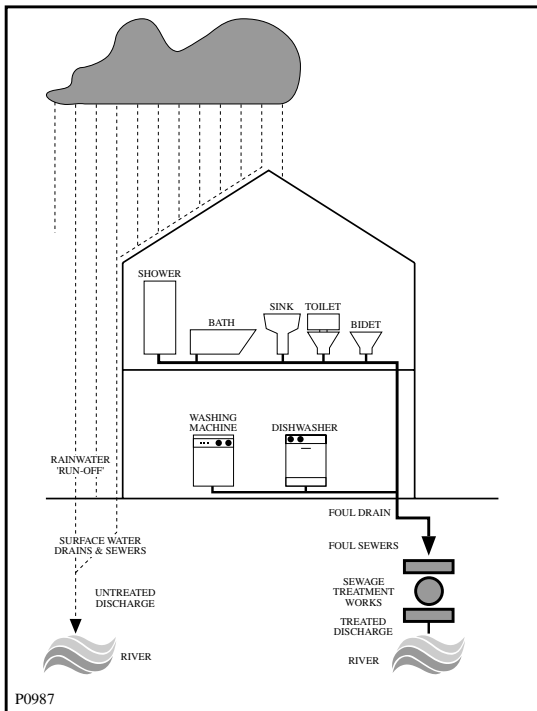 SHOWER
BATH
SINK
TOILET
BIDET
WASHING
MACHINE
DISHWASHER
RAINWATER
'RUN-OFF'
FOUL DRAIN
SURFACE WATER
DRAINS & SEWERS
FOUL SEWERS
UNTREATED
DISCHARGE
SEWAGE
TREATMENT
WORKS
TREATED
DISCHARGE
RIVER
RIVER
P0987